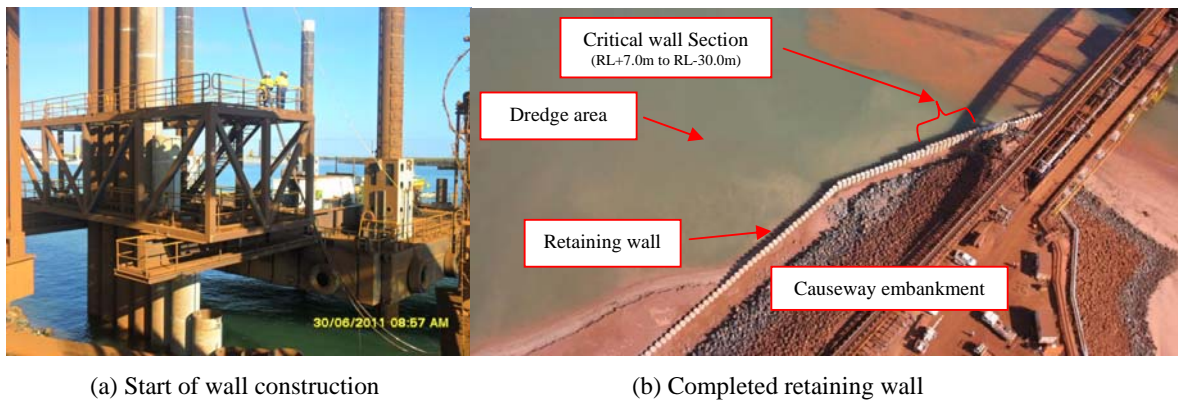 30/06/2011 08:57 AM
Critical wall Section
(RL+7.0m to RL-30.0m)
Dredge area
Retaining wall
Causeway embankment
(a) Start of wall construction
(b) Completed retaining wall